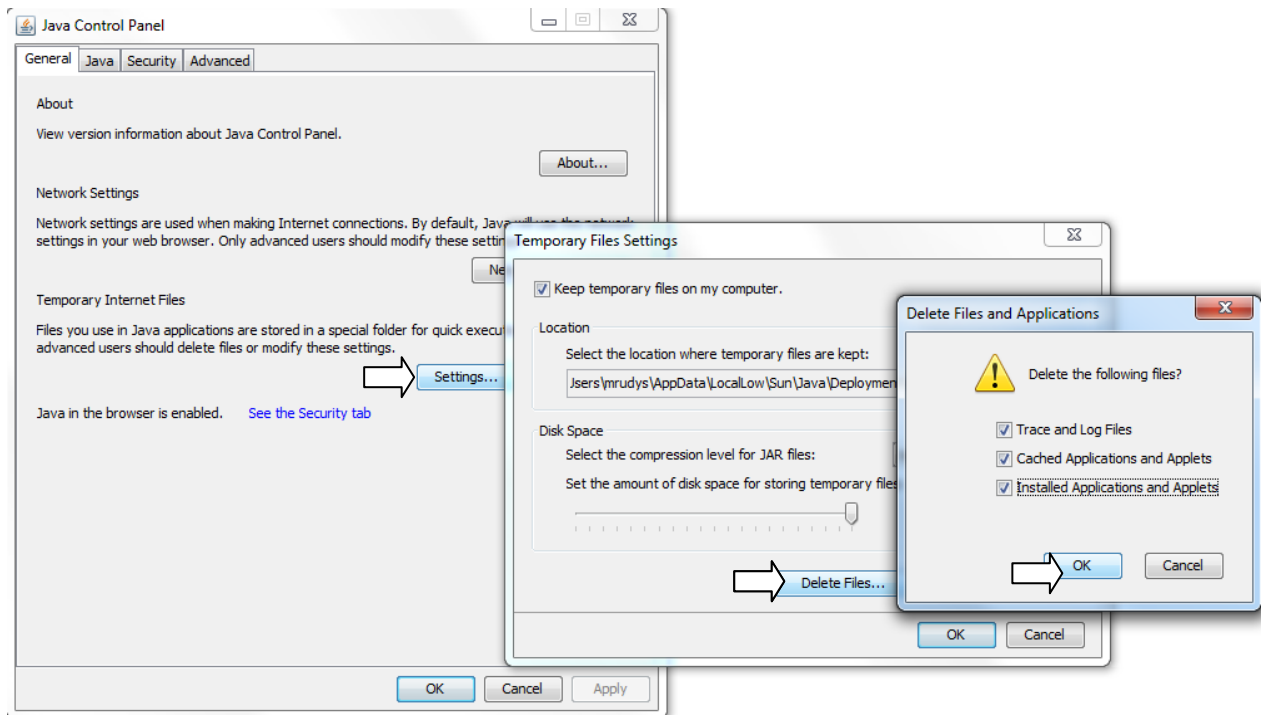 Java Control Panel
General Java Security Advanced
About
View version information about Java Control Panel.
About...
Network Settings
Network settings are used when making Internet connections. By default, Java will use the network
settings in your web browser. Only advanced users should modify these settin
Ne
Temporary Internet Files
Files you use in Java applications are stored in a special folder for quick execu
advanced users should delete files or modify these settings.
Settings...
Java in the browser is enabled. See the Security tab
OK Cancel Apply
Temporary Files Settings
Keep temporary files on my computer.
Location
Select the location where temporary files are kept:
Jsers\mrudys\AppData\LocalLow\Sun\Java\Deploymen
Disk Space
Select the compression level for JAR files:
Set the amount of disk space for storing temporary files
Delete Files...
OK Cancel
Delete Files and Applications
Delete the following files?
Trace and Log Files
Cached Applications and Applets
Installed Applications and Applets
OK Cancel